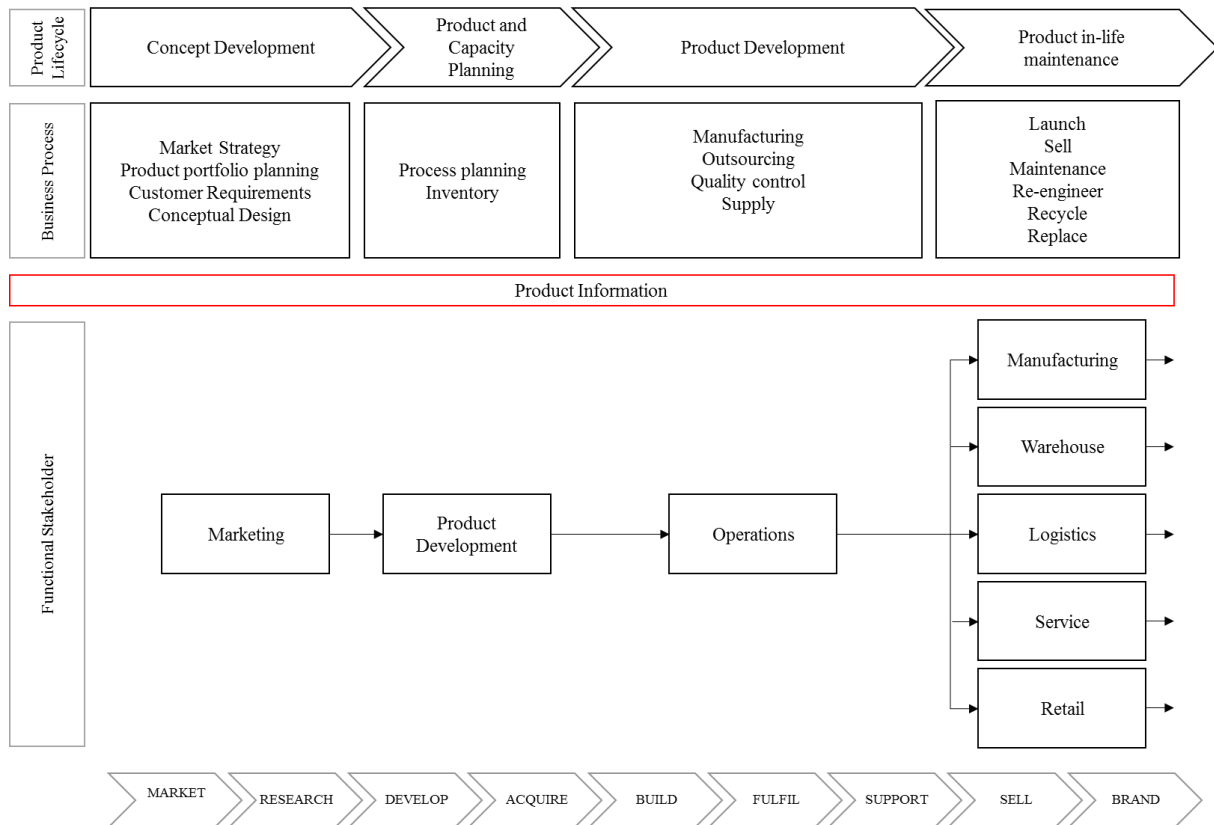 Product
Lifecycle
Concept Development
Product and
Capacity
Planning
Product Development
Product in-life
maintenance
Business Process
Market Strategy
Product portfolio planning
Customer Requirements
Conceptual Design
Process planning
Inventory
Manufacturing
Outsourcing
Quality control
Supply
Launch
Sell
Maintenance
Re-engineer
Recycle
Replace
Product Information
Functional Stakeholder
Marketing
Product
Development
Operations
Manufacturing
Warehouse
Logistics
Service
Retail
MARKET
RESEARCH
DEVELOP
ACQUIRE
BUILD
FULFIL
SUPPORT
SELL
BRAND